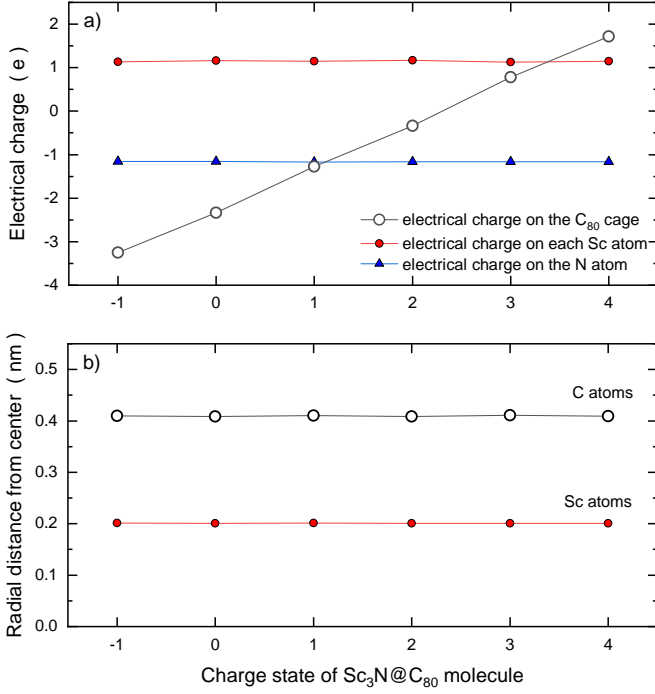 a)
Electrical charge ( e )
2
1
0
-1
-2
-3
-4
electrical charge on the C₈₀ cage
electrical charge on each Sc atom
electrical charge on the N atom
-1 0 1 2 3 4
b)
Radial distance from center ( nm )
0.5
0.4
0.3
0.2
0.1
0.0
C atoms
Sc atoms
-1 0 1 2 3 4
Charge state of Sc₃N@C₈₀ molecule